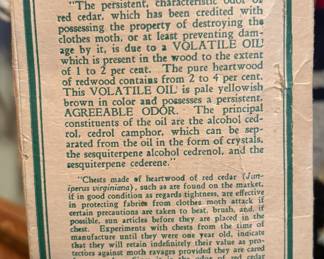 "The persistent, characteristic odor of
red cedar, which has been credited with
possessing the property of destroying the
clothes moth, or at least preventing dam-
age by it, is due to a VOLATILE OIL
which is present in the wood to the extent
of 1 to 2 per cent. The pure heartwood
of redwood contains from 2 to 4 per cent.
This VOLATILE OIL is pale yellowish
brown in color and possesses a persistent,
AGREEABLE ODOR. "The principal
constituents of the oil are the alcohol ced-
rol, cedrol camphor, which can be sep-
arated from the oil in the form of crystals,
the sesquiterpene alcohol cedrenol, and the
sesquiterpene cederene."
"Chests made of heartwood of red cedar (Jun-
iperus virginiana), such as are found on the market,
if in good condition as regards tightness, are effective
in protecting fabrics from clothes moth attack if
certain precautions are taken to beat, brush, and, if
possible, sun articles before they are placed in the
chest. Experiments with chests from the time of
manufacture until they were one year old, indicate
that they will retain indefinitely their value as pro-
tectors against moth ravages provided they are cared
is the odor of red cedar